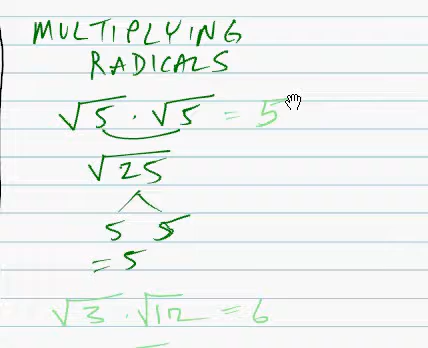 MULTIPLYING
RADICALS
√5 · √5 = 5
√25
5 5
= 5
√3 · √12 = 6